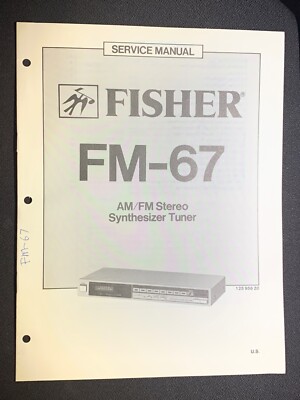 SERVICE MANUAL
FISHER®
FM-67
AM/FM Stereo
Synthesizer Tuner
U.S.
FM-67